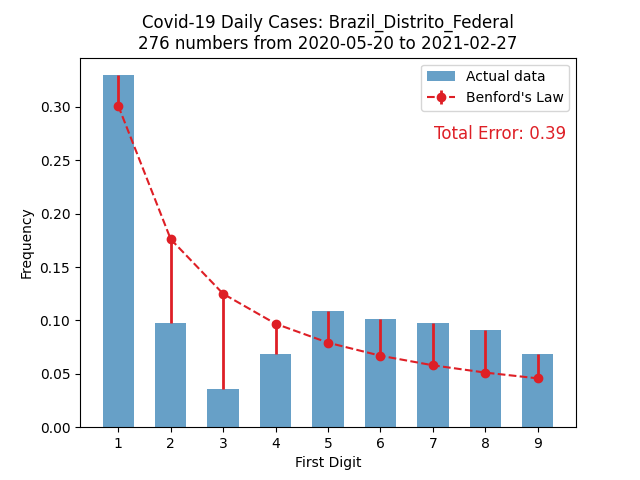 Covid-19 Daily Cases: Brazil_Distrito_Federal
276 numbers from 2020-05-20 to 2021-02-27
Actual data
Benford's Law
Total Error: 0.39
Frequency
0.30
0.25
0.20
0.15
0.10
0.05
0.00
1 2 3 4 5 6 7 8 9
First Digit